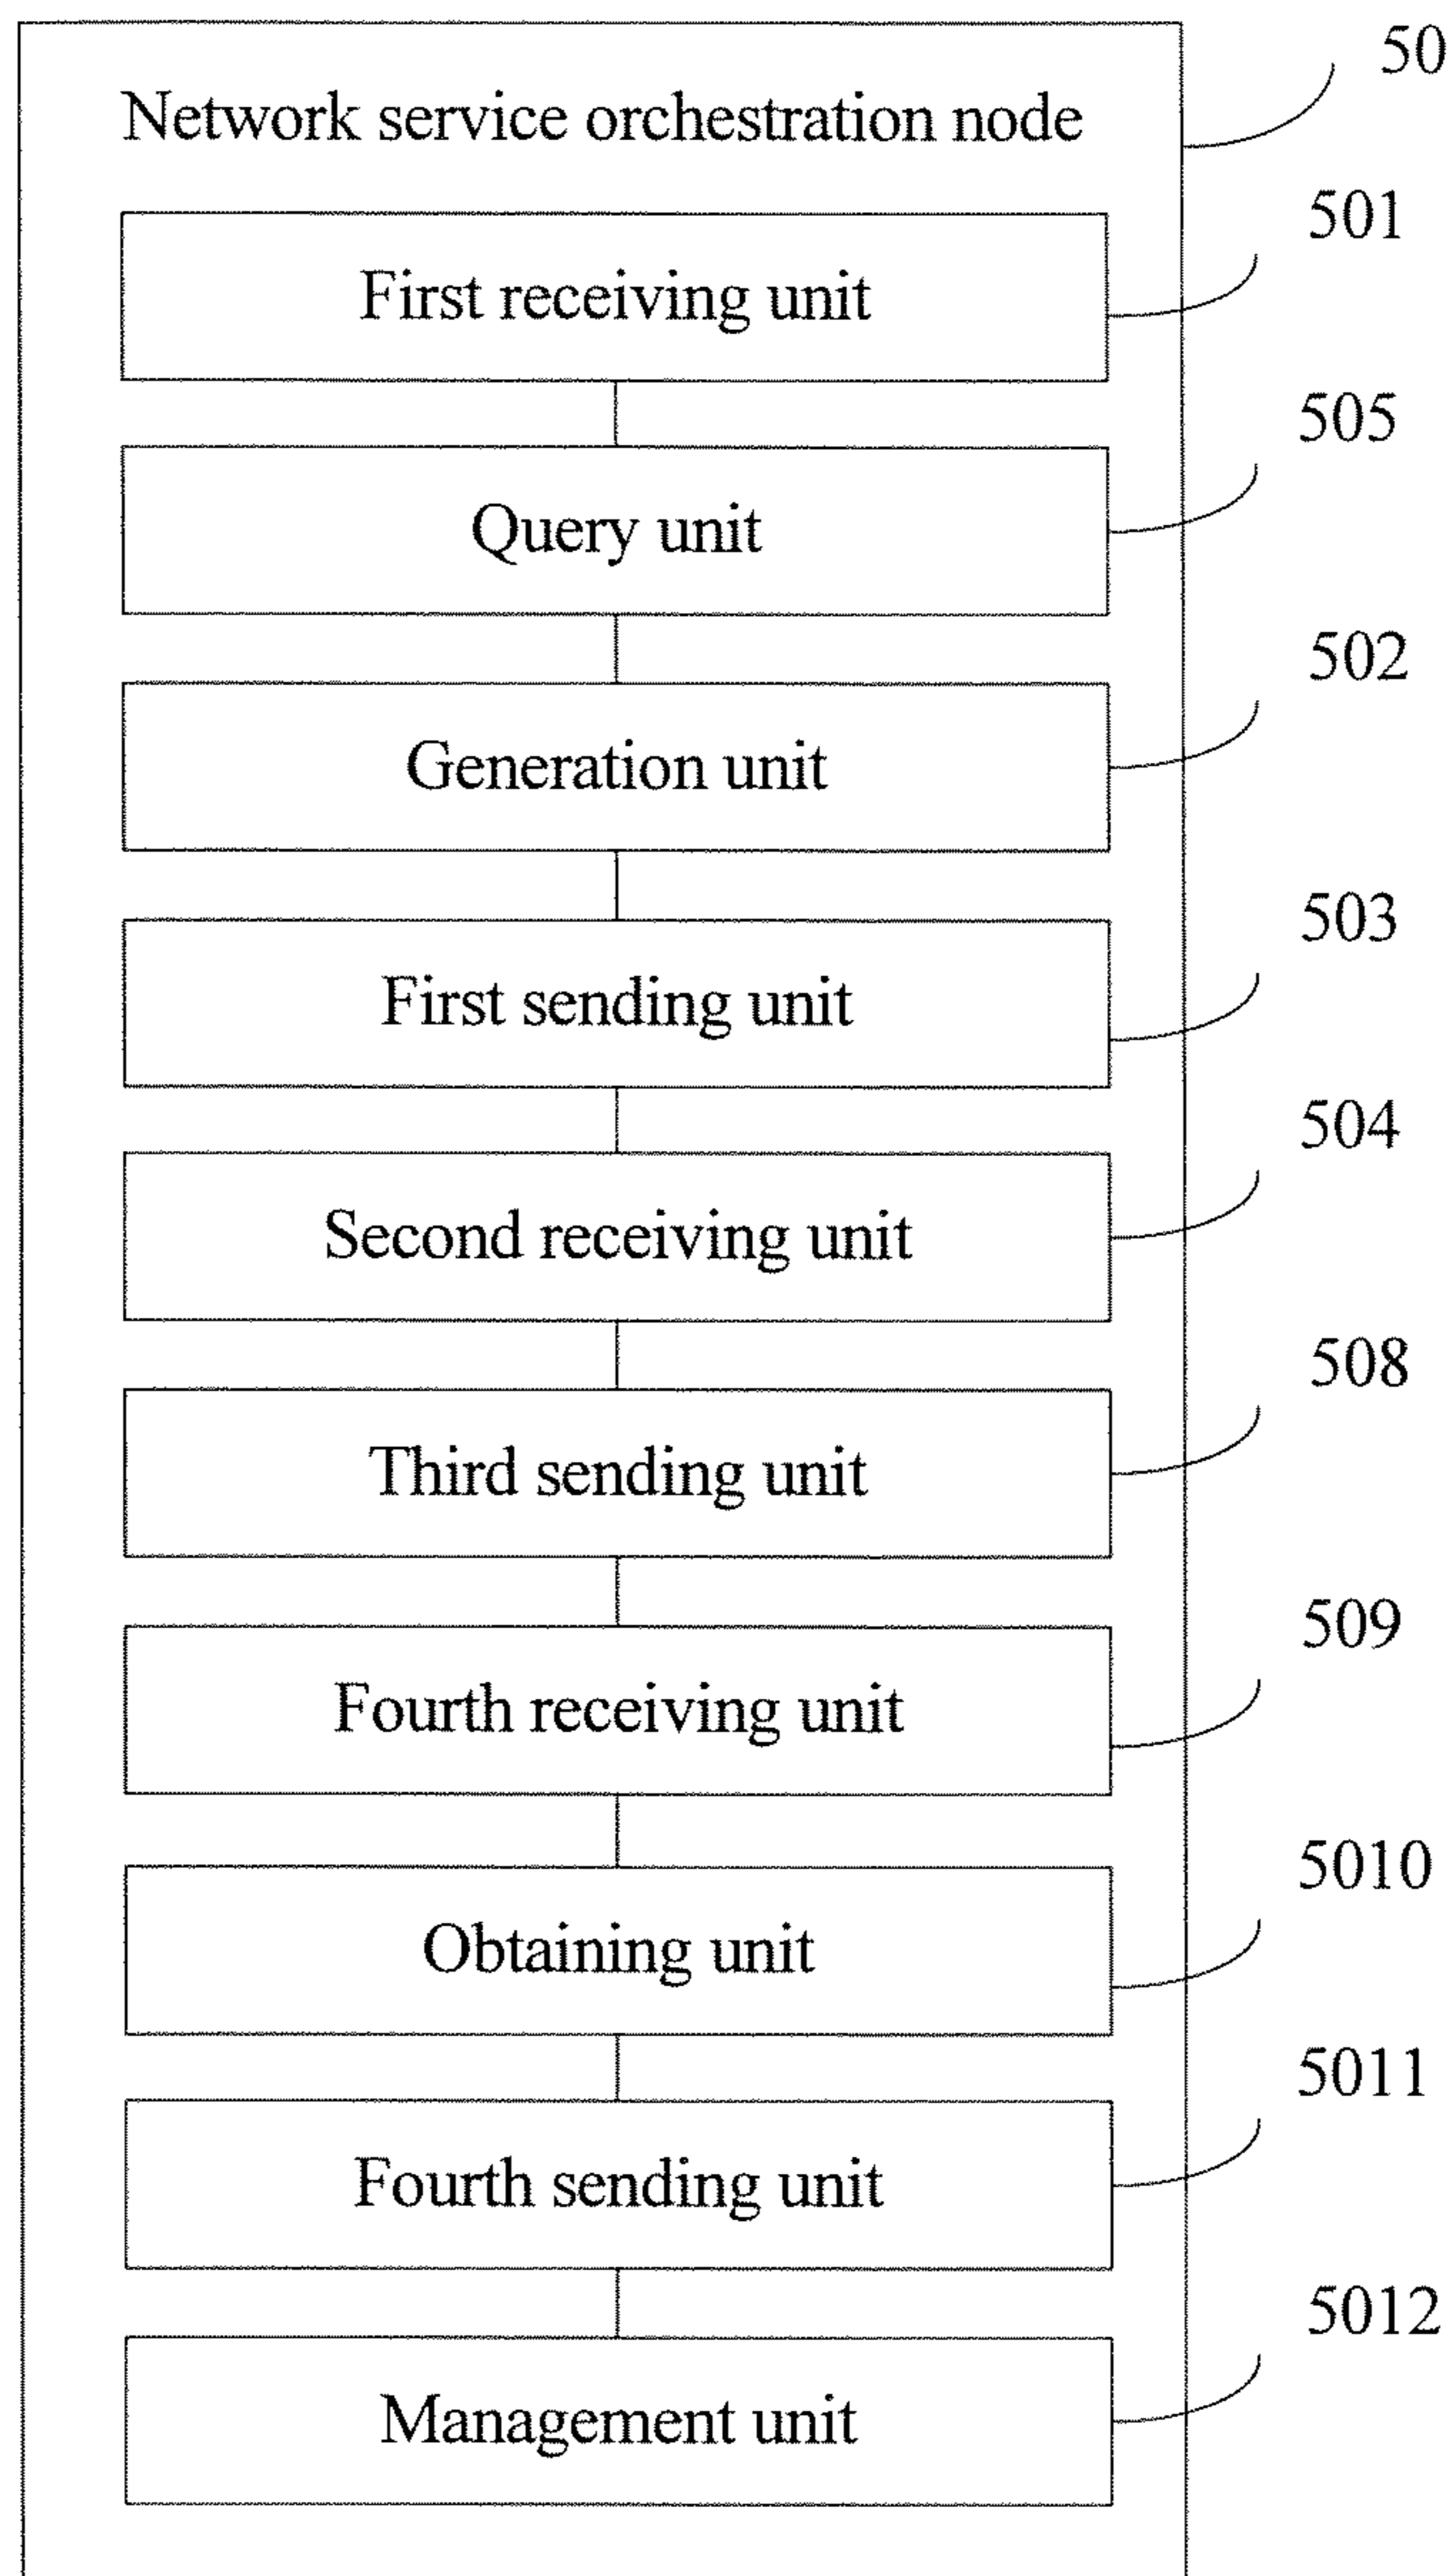 50
Network service orchestration node
501
First receiving unit
505
Query unit
502
Generation unit
503
First sending unit
504
Second receiving unit
508
Third sending unit
509
Fourth receiving unit
5010
Obtaining unit
5011
Fourth sending unit
5012
Management unit